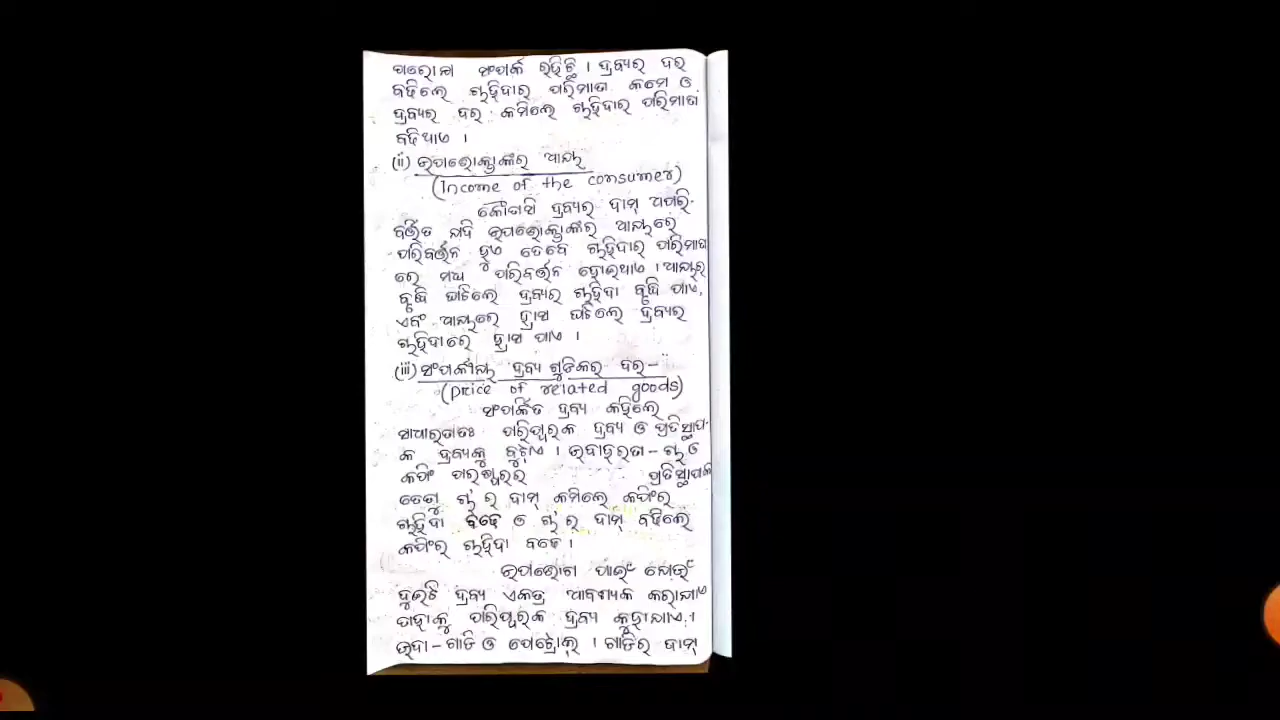 ପରୋକ୍ଷ ସଂପର୍କ ରହିଛି । ଦ୍ରବ୍ୟର ଦର
ବଢିଲେ ଚାହିଦାର ପରିମାଣ କମେ ଓ
ଦ୍ରବ୍ୟର ଦର କମିଲେ ଚାହିଦାର ପରିମାଣ
ବଢିଥାଏ ।
(ii) ଉପଭୋକ୍ତାଙ୍କର ଆୟ
(Income of the consumer)
କୌଣସି ଦ୍ରବ୍ୟର ଦାମ୍ ଅପରି-
ବର୍ତ୍ତିତ ଯଦି ଉପଭୋକ୍ତାଙ୍କର ଆୟରେ
ପରିବର୍ତ୍ତନ ହୁଏ ତେବେ ଚାହିଦାର ପରିମାଣ
ରେ ମଧ୍ୟ ପରିବର୍ତ୍ତନ ହୋଇଥାଏ । ଆୟର
ବୃଦ୍ଧି ଘଟିଲେ ଦ୍ରବ୍ୟର ଚାହିଦା ବୃଦ୍ଧି ପାଏ,
ଏବଂ ଆୟରେ ହ୍ରାସ ଘଟିଲେ ଦ୍ରବ୍ୟର
ଚାହିଦାରେ ହ୍ରାସ ପାଏ ।
(iii) ସଂପର୍କୀୟ ଦ୍ରବ୍ୟ ଗୁଡିକର ଦର-
(price of related goods)
ସଂପର୍କିତ ଦ୍ରବ୍ୟ କହିଲେ
ସାଧାରଣତଃ ପରିପୂରକ ଦ୍ରବ୍ୟ ଓ ପ୍ରତିସ୍ଥାପ-
କ ଦ୍ରବ୍ୟକୁ ବୁଝାଏ । ଉଦାହରଣ - ଚା ଓ
କଫି ପରସ୍ପରର ପ୍ରତିସ୍ଥାପକ
ତେଣୁ ଚା'ର ଦାମ୍ କମିଲେ କଫିର
ଚାହିଦା ବଢେ ଓ ଚା'ର ଦାମ୍ ବଢିଲେ
କଫିର ଚାହିଦା ବଢେ ।
ଉପଭୋଗ ପାଇଁ ଯେଉଁ
ଦୁଇଟି ଦ୍ରବ୍ୟ ଏକତ୍ର ଆବଶ୍ୟକ କରାଯାଏ
ତାହାକୁ ପରିପୂରକ ଦ୍ରବ୍ୟ କୁହାଯାଏ ।
ଉଦା - ଗାଡି ଓ ପେଟ୍ରୋଲ୍ । ଗାଡିର ଦାମ୍